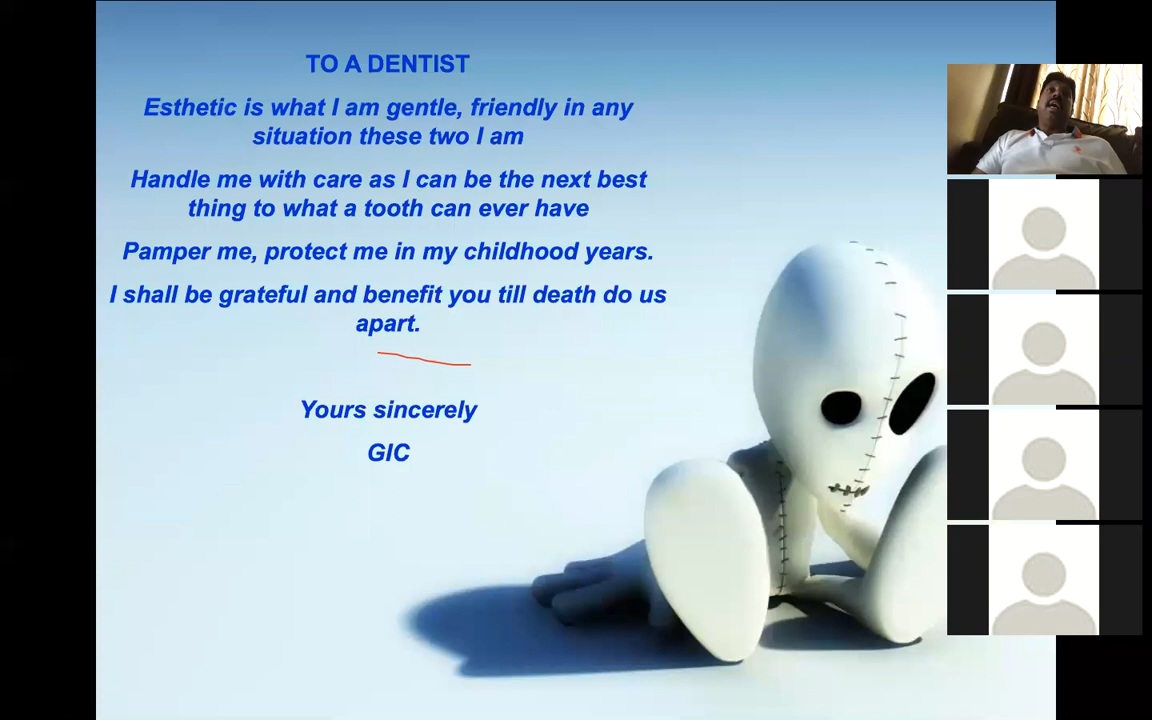 TO A DENTIST
Esthetic is what I am gentle, friendly in any
situation these two I am
Handle me with care as I can be the next best
thing to what a tooth can ever have
Pamper me, protect me in my childhood years.
I shall be grateful and benefit you till death do us
apart.
Yours sincerely
GIC